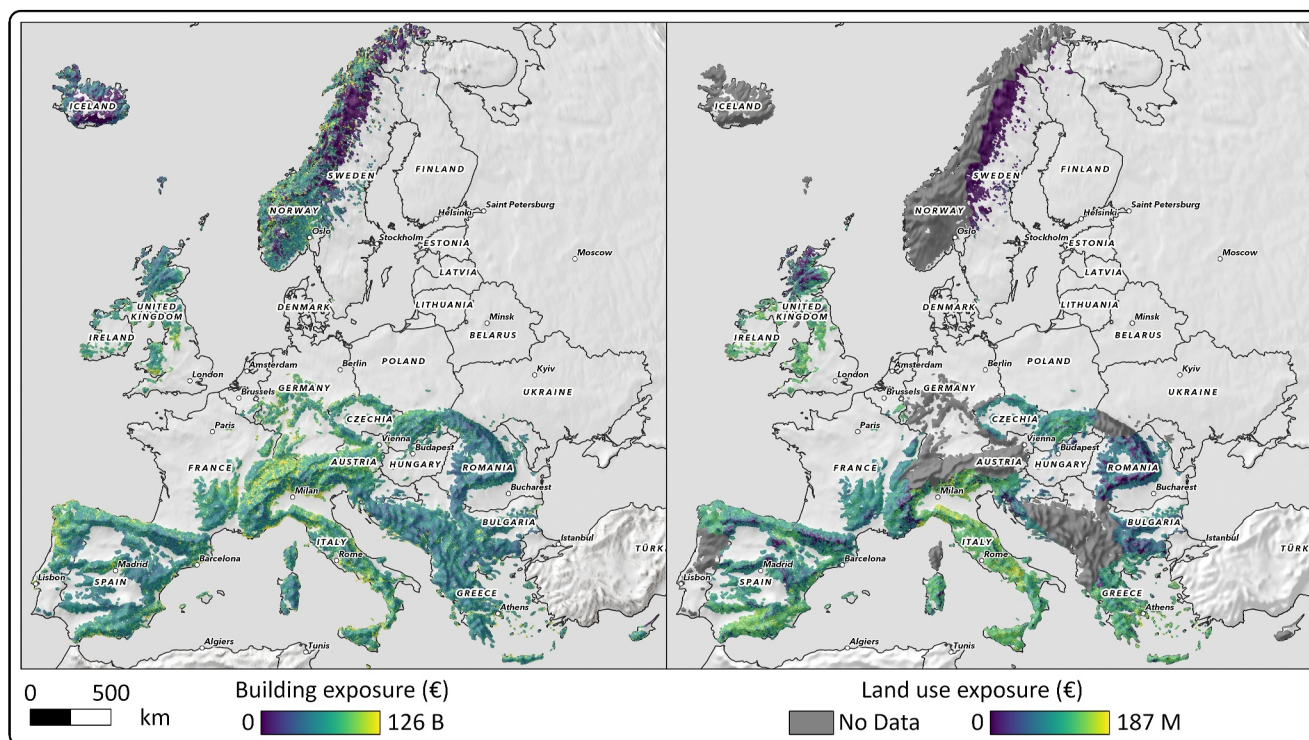 ICELAND
SWEDEN
FINLAND
NORWAY
Oslo
Helsinki
Saint Petersburg
Stockholm
ESTONIA
Moscow
LATVIA
UNITED
KINGDOM
DENMARK
LITHUANIA
IRELAND
Minsk
BELARUS
London
Amsterdam
Berlin
POLAND
Brussels
GERMANY
Kyiv
UKRAINE
Paris
CZECHIA
Vienna
Budapest
FRANCE
AUSTRIA
HUNGARY
ROMANIA
Milan
Bucharest
BULGARIA
ITALY
Istanbul
Rome
TÜRK
Barcelona
Madrid
Lisbon
SPAIN
GREECE
Athens
Algiers
Tunis
ICELAND
SWEDEN
FINLAND
NORWAY
Oslo
Helsinki
Saint Petersburg
Stockholm
ESTONIA
Moscow
LATVIA
UNITED
KINGDOM
DENMARK
LITHUANIA
IRELAND
Minsk
BELARUS
London
Amsterdam
Berlin
POLAND
Brussels
GERMANY
Kyiv
UKRAINE
Paris
CZECHIA
Vienna
Budapest
FRANCE
AUSTRIA
HUNGARY
ROMANIA
Milan
Bucharest
BULGARIA
ITALY
Istanbul
Rome
TÜRK
Barcelona
Madrid
Lisbon
SPAIN
GREECE
Athens
Algiers
Tunis
0 500
km
Building exposure (€)
0 126 B
Land use exposure (€)
No Data 0 187 M